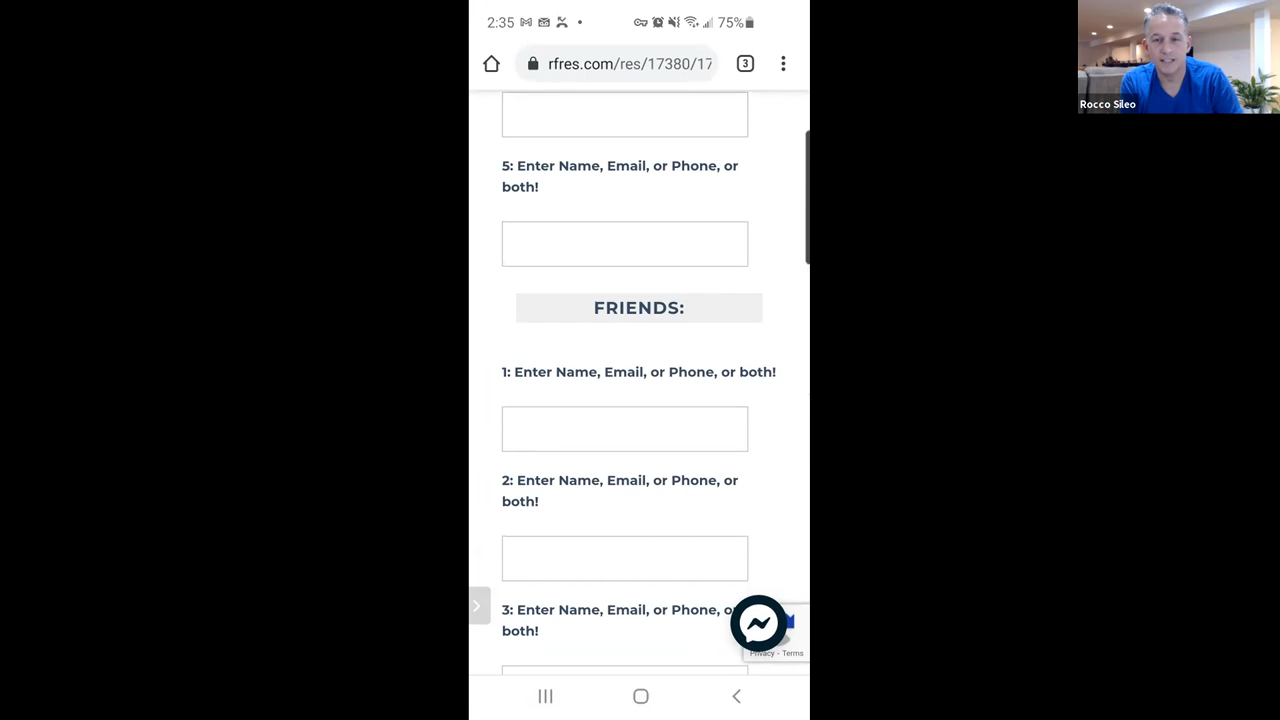 2:35
75%
rfres.com/res/17380/17
3
Rocco Sileo
5: Enter Name, Email, or Phone, or
both!
FRIENDS:
1: Enter Name, Email, or Phone, or both!
2: Enter Name, Email, or Phone, or
both!
3: Enter Name, Email, or Phone, or
both!
Privacy - Terms